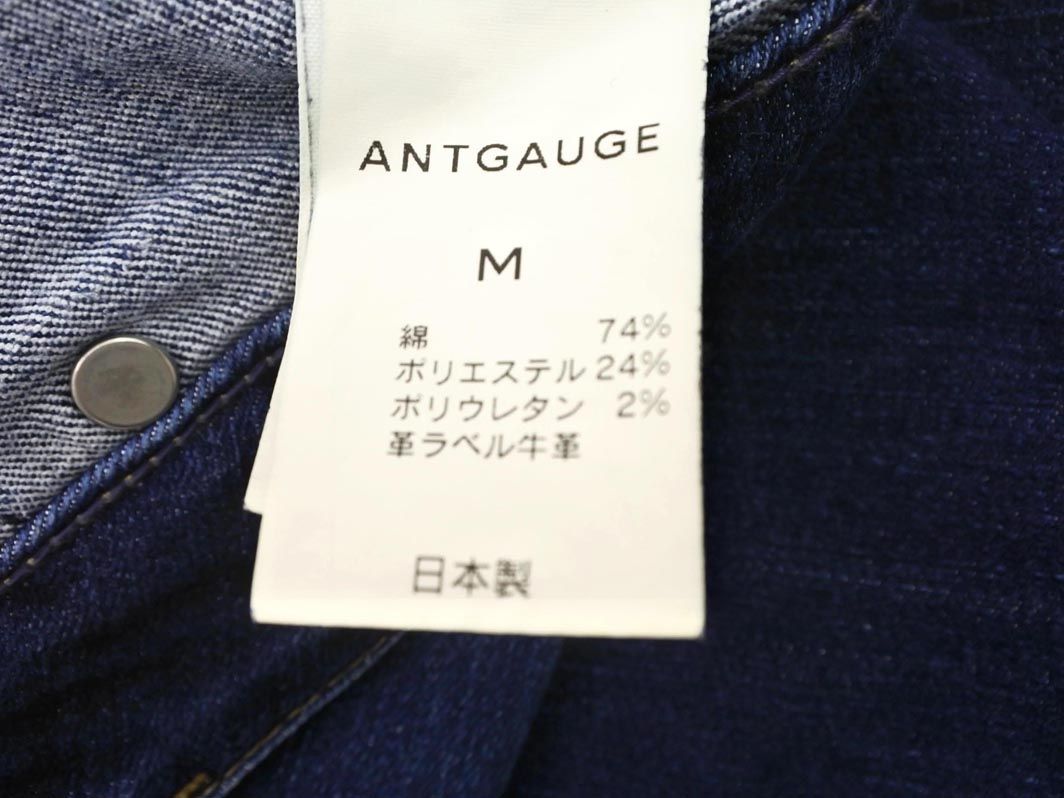 ANTGAUGE
M
綿 74%
ポリエステル 24%
ポリウレタン 2%
革ラベル牛革
日本製